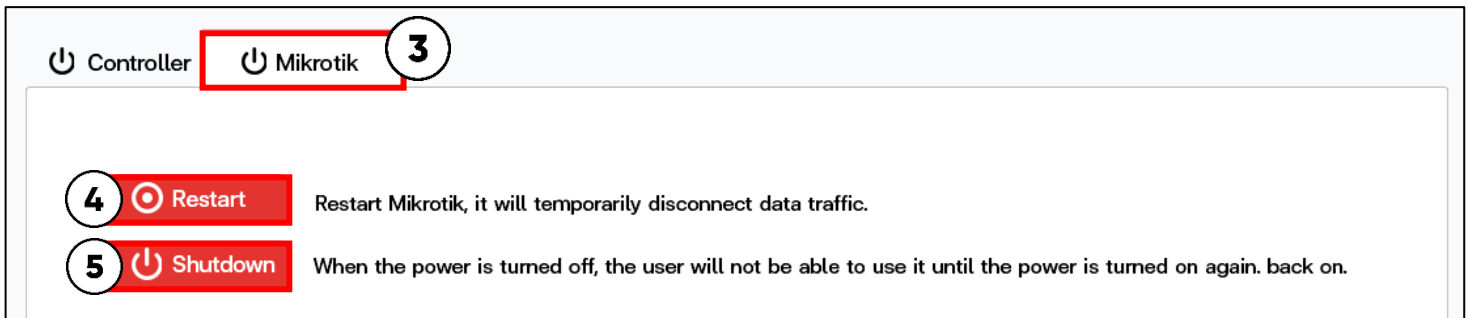 Controller Mikrotik 3
4 Restart Restart Mikrotik, it will temporarily disconnect data traffic.
5 Shutdown When the power is turned off, the user will not be able to use it until the power is turned on again. back on.